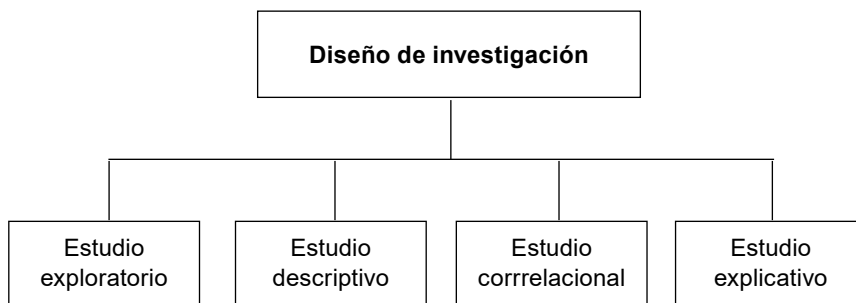 Diseño de investigación
Estudio
exploratorio
Estudio
descriptivo
Estudio
corrrelacional
Estudio
explicativo